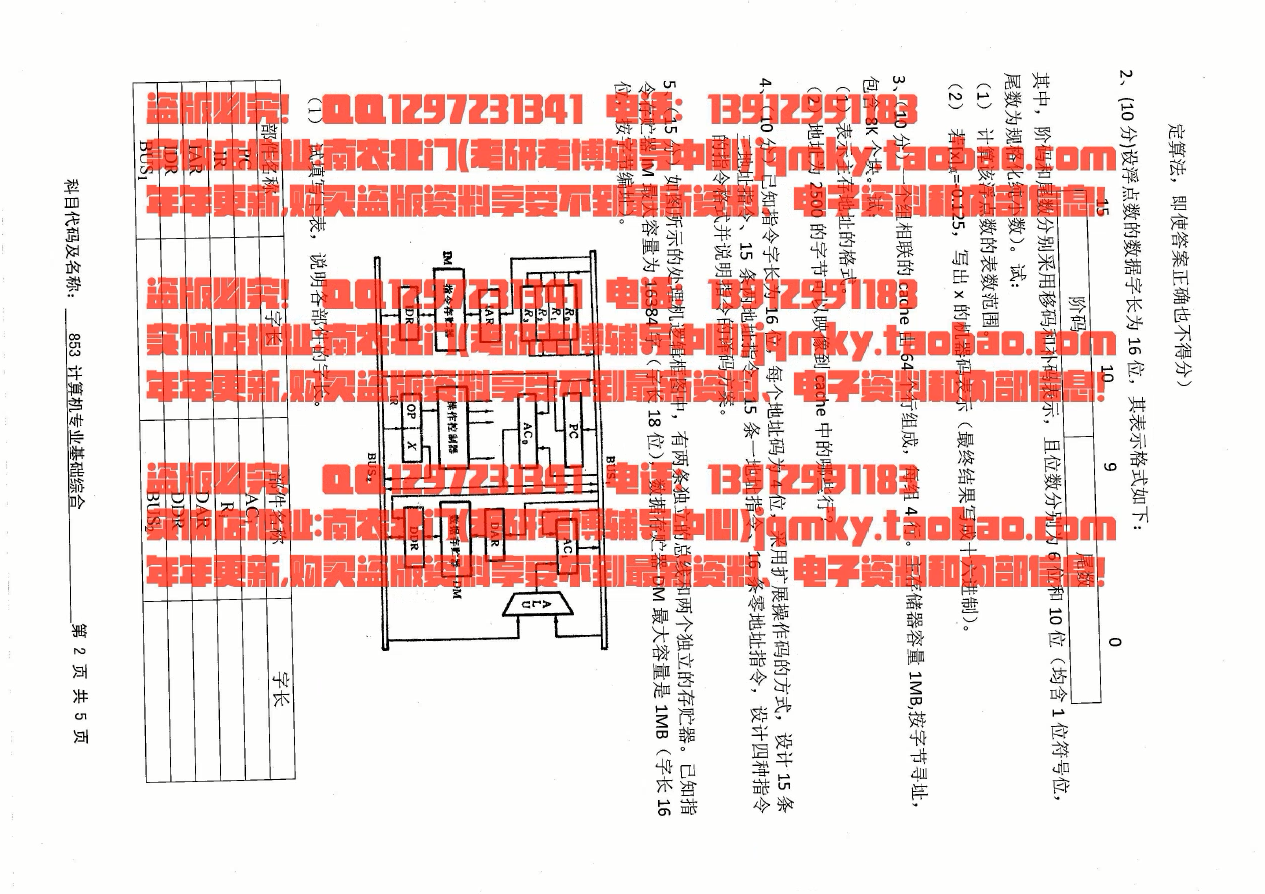 定算法，即使答案正确也不得分）
2、(10 分)设浮点数的数据字长为 16 位，其表示格式如下：
15 10 9 0
阶码 尾数
其中，阶码和尾数分别采用移码和补码表示，且位数分别为 6 位和 10 位（均含 1 位符号位，
尾数为规格化纯小数）。试：
（1） 计算该浮点数的表数范围
（2） 若 =-0.125，写出 x 的机器码表示（最终结果写成十六进制）。
3、（10 分）一个组相联的 cache 由 64 个行组成，每组 4 行。主存储器容量 1MB,按字节寻址，
包含 8K 个块。试：
（1）表示主存地址的格式
（2）地址为 2500 的字节可以映像到 cache 中的哪些行？
4、（10 分）已知指令字长为 16 位，每个地址码为 4 位，采用扩展操作码的方式，设计 15 条
三地址指令、15 条两地址指令、15 条一地址指令、16 条零地址指令，设计四种指令
的指令格式并说明指令的译码方案。
5、（15 分）如图所示的处理机逻辑框图中，有两条独立的总线和两个独立的存贮器。已知指
令存贮器 IM 最大容量为 16384 字（字长 18 位），数据存贮器 DM 最大容量是 1MB（字长 16
位，按字节编址）。
BUS₁
R₀
R₁
R₂
R₃
PC
AC₀
AC₁
ALU
IAR
DAR
IM
指令存贮器
操作控制器
数据存贮器
DM
IDR
OP X
IR
DDR
BUS₂
（1） 试填写下表，说明各部件的字长。
部件名称 字长 部件名称 字长
PC AC₁
IR
IAR DAR
IDR DDR
BUS₁
科目代码及名称： 853 计算机专业基础综合 第 2 页 共 5 页
盗版必究! QQ1297231341 电话: 13912991183
实体店业:南农北门(考研考博辅导中心)jqmky.taobao.com
年年更新,购买盗版资料享受不到最新资料, 电子资料和内部信息!
盗版必究! QQ1297231341 电话: 13912991183
实体店业:南农北门(考研考博辅导中心)jqmky.taobao.com
年年更新,购买盗版资料享受不到最新资料, 电子资料和内部信息!
盗版必究! QQ1297231341 电话: 13912991183
实体店业:南农北门(考研考博辅导中心)jqmky.taobao.com
年年更新,购买盗版资料享受不到最新资料, 电子资料和内部信息!